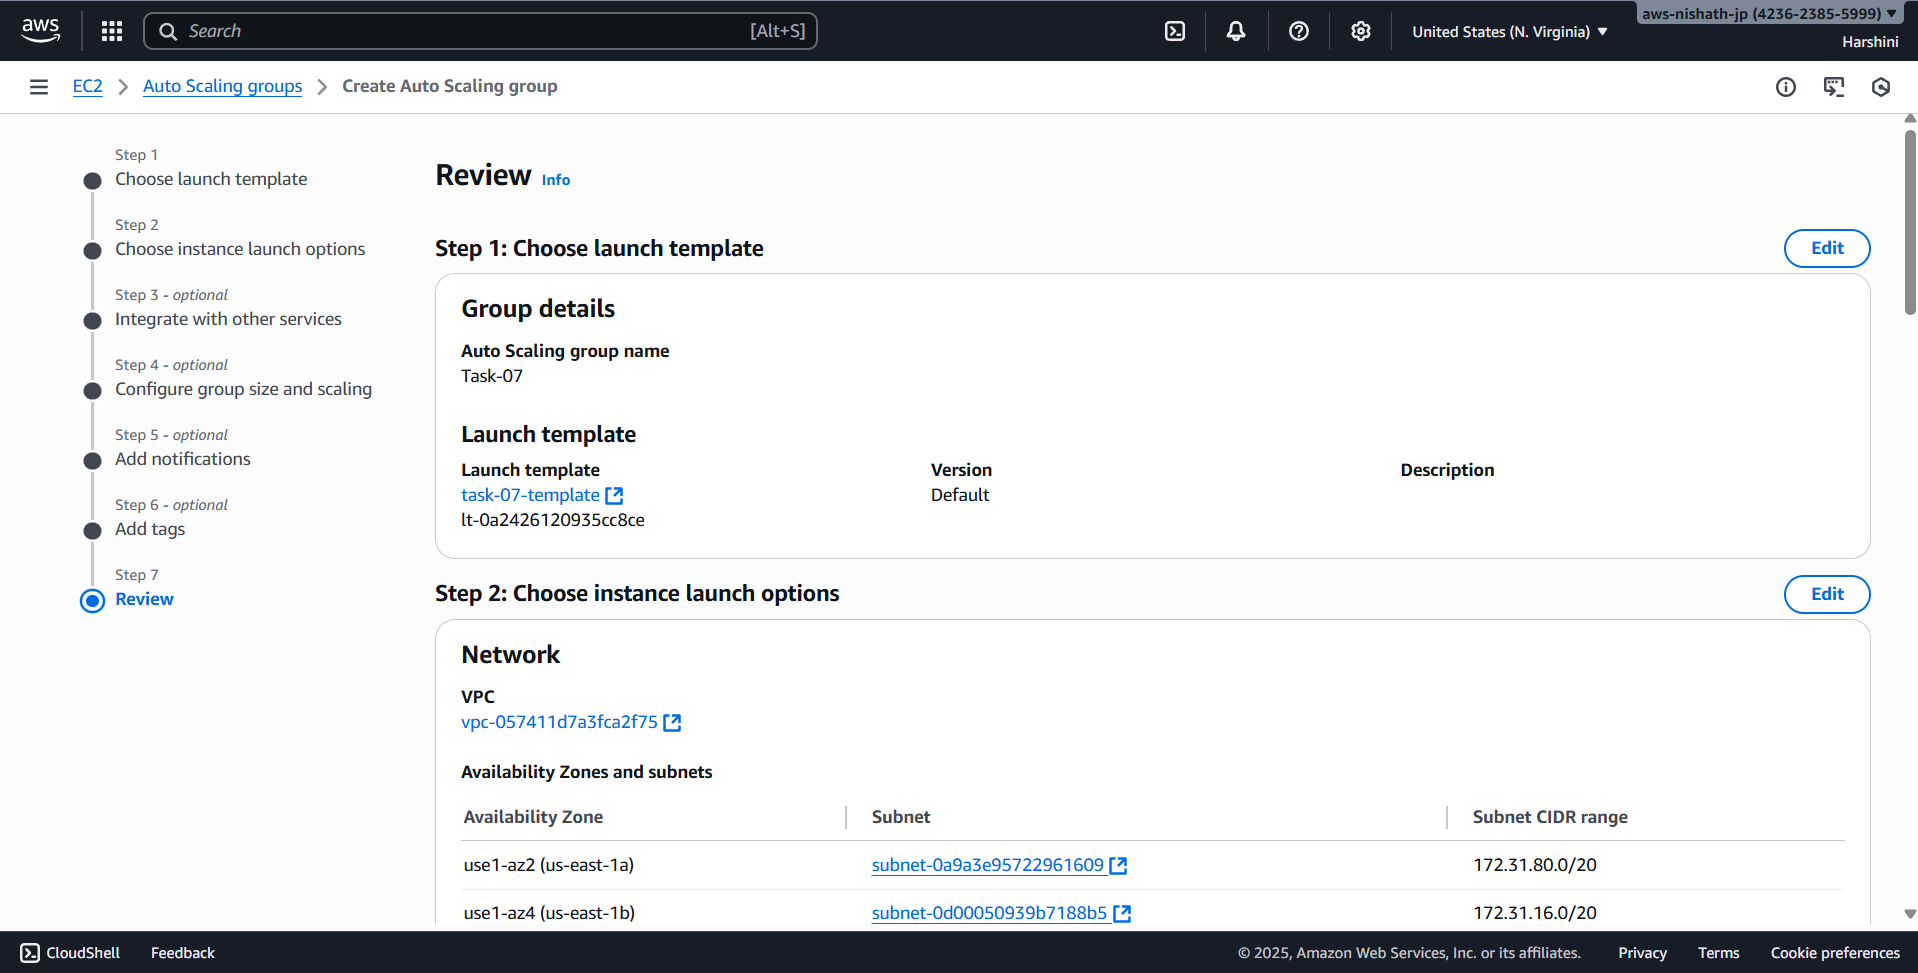 aws
Search [Alt+S]
United States (N. Virginia)
aws-nishath-jp (4236-2385-5999)
Harshini
EC2 Auto Scaling groups Create Auto Scaling group
Step 1
Choose launch template
Step 2
Choose instance launch options
Step 3 - optional
Integrate with other services
Step 4 - optional
Configure group size and scaling
Step 5 - optional
Add notifications
Step 6 - optional
Add tags
Step 7
Review
Review Info
Step 1: Choose launch template Edit
Group details
Auto Scaling group name
Task-07
Launch template
Launch template Version Description
task-07-template Default
lt-0a2426120935cc8ce
Step 2: Choose instance launch options Edit
Network
VPC
vpc-057411d7a3fca2f75
Availability Zones and subnets
Availability Zone Subnet Subnet CIDR range
use1-az2 (us-east-1a) subnet-0a9a3e95722961609 172.31.80.0/20
use1-az4 (us-east-1b) subnet-0d00050939b7188b5 172.31.16.0/20
CloudShell Feedback © 2025, Amazon Web Services, Inc. or its affiliates. Privacy Terms Cookie preferences